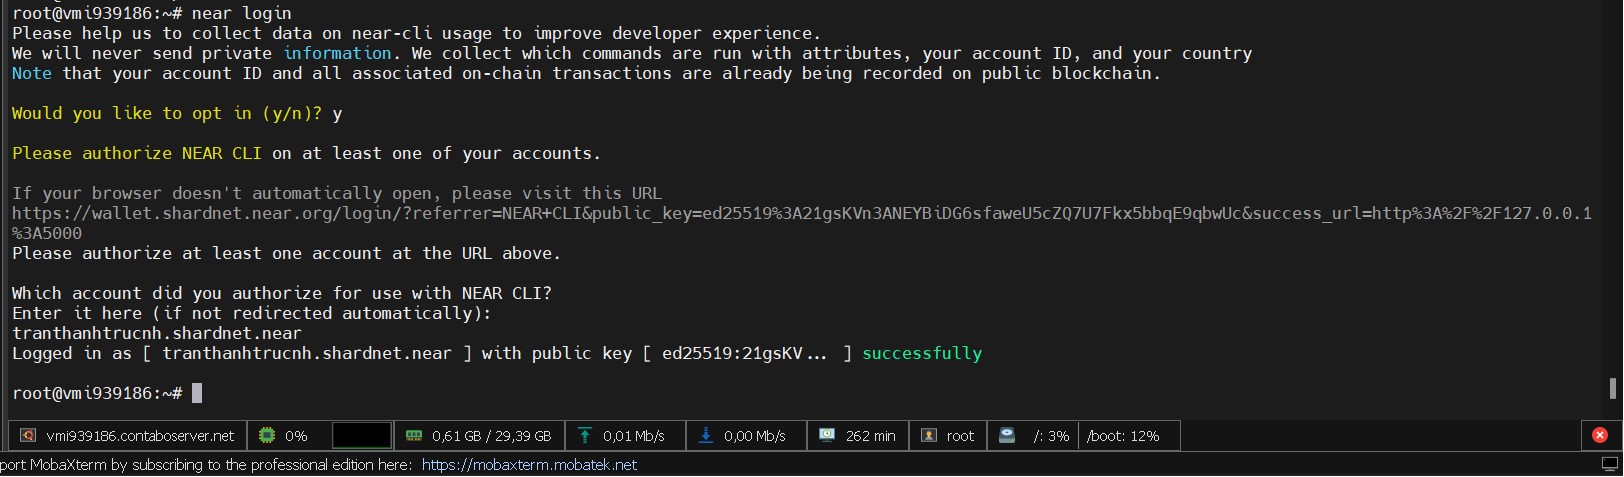 root@vmi939186:~# near login
Please help us to collect data on near-cli usage to improve developer experience.
We will never send private information. We collect which commands are run with attributes, your account ID, and your country
Note that your account ID and all associated on-chain transactions are already being recorded on public blockchain.
Would you like to opt in (y/n)? y
Please authorize NEAR CLI on at least one of your accounts.
If your browser doesn't automatically open, please visit this URL
https://wallet.shardnet.near.org/login/?referrer=NEAR+CLI&public_key=ed25519%3A21gsKVn3ANEYBiDG6sfaweU5cZQ7U7Fkx5bbqE9qbwUc&success_url=http%3A%2F%2F127.0.0.1
%3A5000
Please authorize at least one account at the URL above.
Which account did you authorize for use with NEAR CLI?
Enter it here (if not redirected automatically):
tranthanhtrucnh.shardnet.near
Logged in as [ tranthanhtrucnh.shardnet.near ] with public key [ ed25519:21gsKV... ] successfully
root@vmi939186:~#
vmi939186.contaboserver.net 0% 0,61 GB / 29,39 GB 0,01 Mb/s 0,00 Mb/s 262 min root /: 3% /boot: 12%
port MobaXterm by subscribing to the professional edition here: https://mobaxterm.mobatek.net